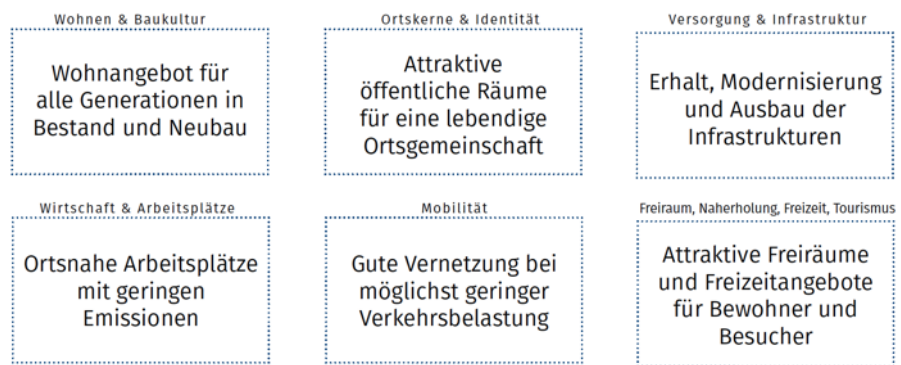 Wohnen & Baukultur
Wohnangebot für
alle Generationen in
Bestand und Neubau
Ortskerne & Identität
Attraktive
öffentliche Räume
für eine lebendige
Ortsgemeinschaft
Versorgung & Infrastruktur
Erhalt, Modernisierung
und Ausbau der
Infrastrukturen
Wirtschaft & Arbeitsplätze
Ortsnahe Arbeitsplätze
mit geringen
Emissionen
Mobilität
Gute Vernetzung bei
möglichst geringer
Verkehrsbelastung
Freiraum, Naherholung, Freizeit, Tourismus
Attraktive Freiräume
und Freizeitangebote
für Bewohner und
Besucher